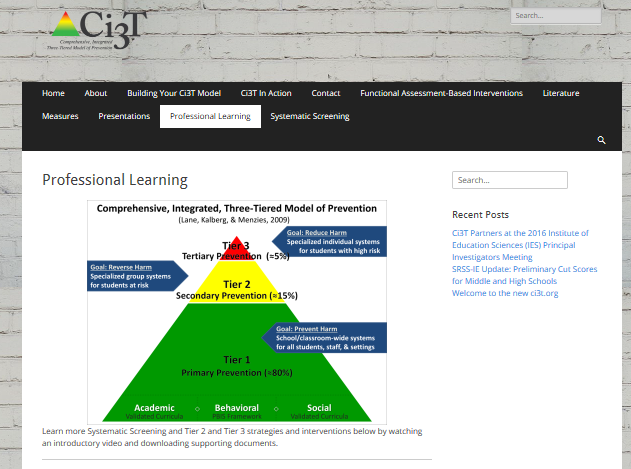 Ci3T
Comprehensive, Integrated,
Three-Tiered Model of Prevention
Search...
Home About Building Your Ci3T Model Ci3T In Action Contact Functional Assessment-Based Interventions Literature
Measures Presentations Professional Learning Systematic Screening
Professional Learning
Comprehensive, Integrated, Three-Tiered Model of Prevention
(Lane, Kalberg, & Menzies, 2009)
Goal: Reduce Harm
Specialized individual systems
for students with high risk
Tier 3
Tertiary Prevention (≈5%)
Goal: Reverse Harm
Specialized group systems
for students at risk
Tier 2
Secondary Prevention (≈15%)
Goal: Prevent Harm
School/classroom-wide systems
for all students, staff, & settings
Tier 1
Primary Prevention (≈80%)
Academic ○ Behavioral ○ Social
Validated Curricula PBIS Framework Validated Curricula
Learn more Systematic Screening and Tier 2 and Tier 3 strategies and interventions below by watching
an introductory video and downloading supporting documents.
Search...
Recent Posts
Ci3T Partners at the 2016 Institute of
Education Sciences (IES) Principal
Investigators Meeting
SRSS-IE Update: Preliminary Cut Scores
for Middle and High Schools
Welcome to the new ci3t.org